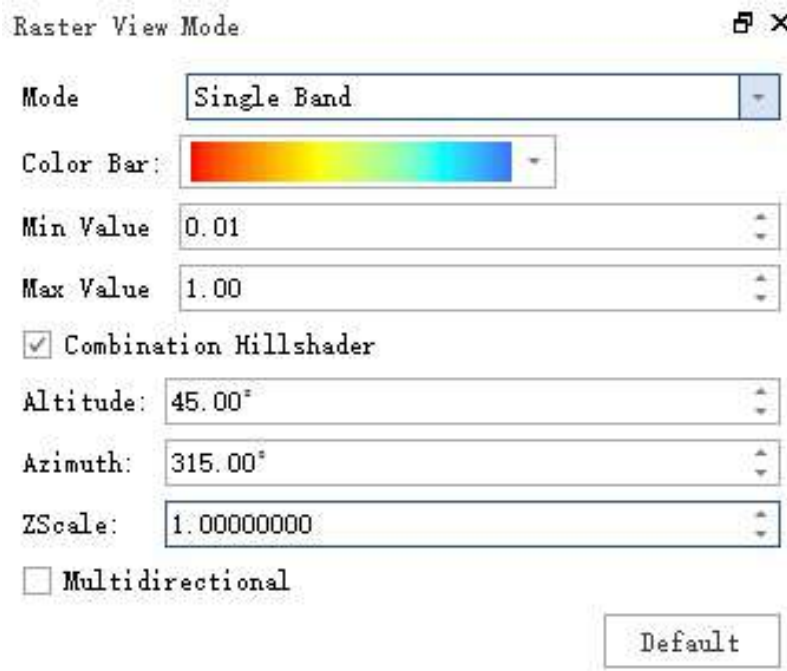 Raster View Mode
Mode Single Band
Color Bar:
Min Value 0.01
Max Value 1.00
Combination Hillshader
Altitude: 45.00°
Azimuth: 315.00°
ZScale: 1.00000000
Multidirectional
Default